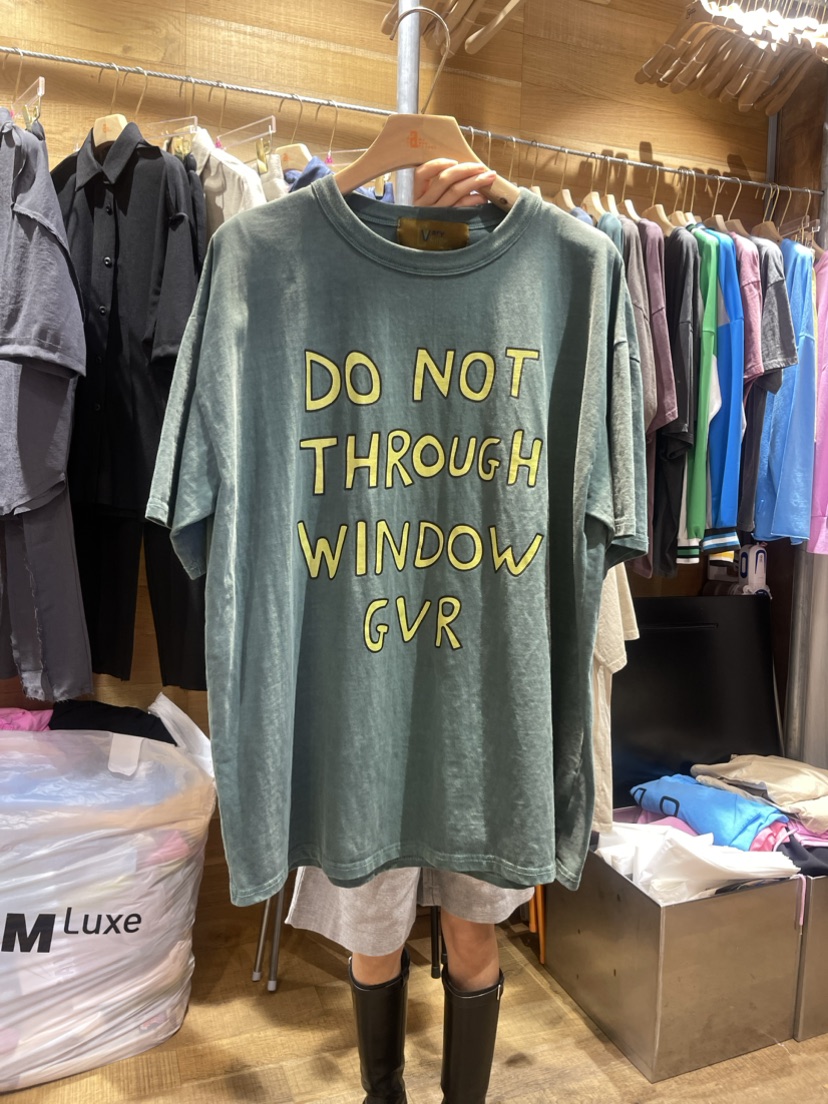 DO NOT
THROUGH
WINDOW
GVR
M Luxe